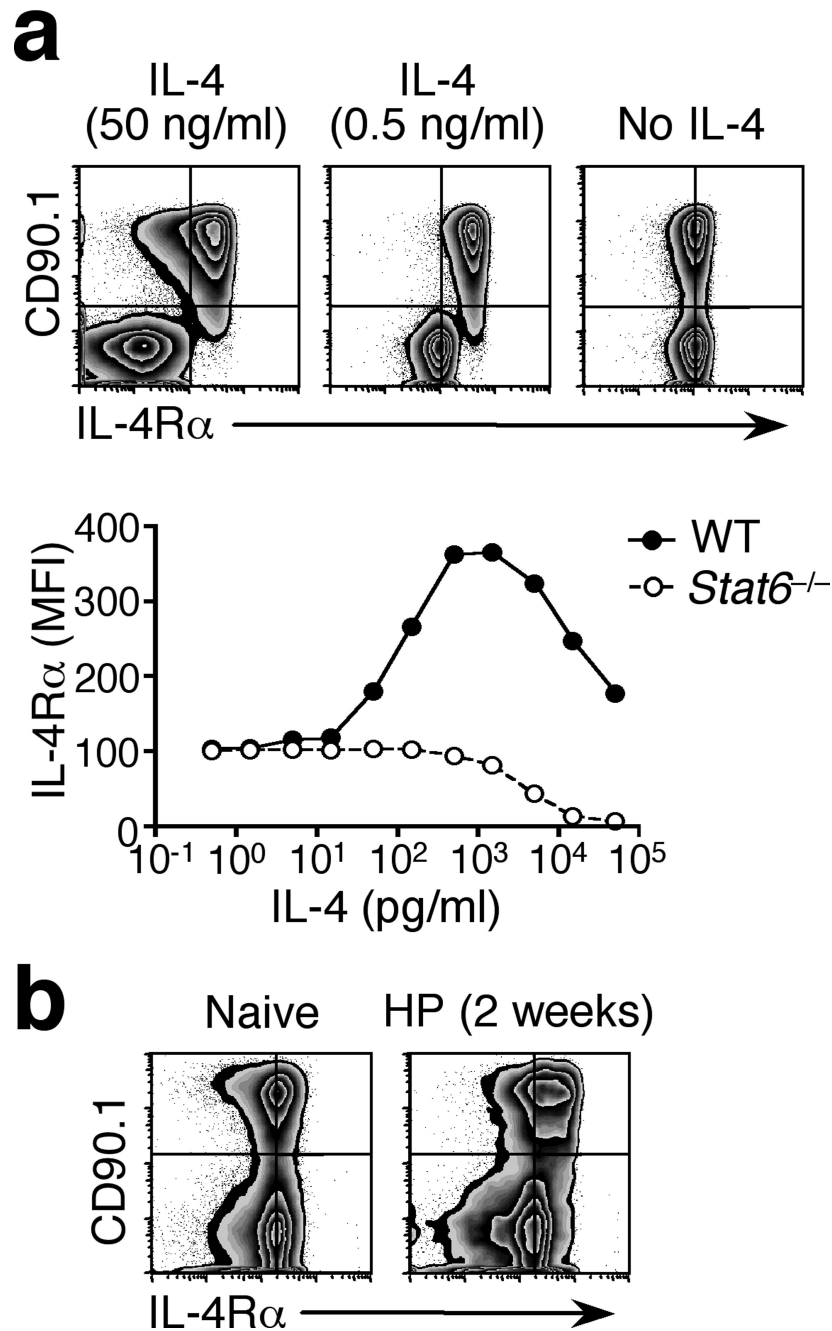 a
IL-4
(50 ng/ml)
IL-4
(0.5 ng/ml)
No IL-4
CD90.1
IL-4Rα
400
300
200
100
0
IL-4Rα (MFI)
WT
Stat6–/–
10-1 100 101 102 103 104 105
IL-4 (pg/ml)
b
Naive
HP (2 weeks)
CD90.1
IL-4Rα